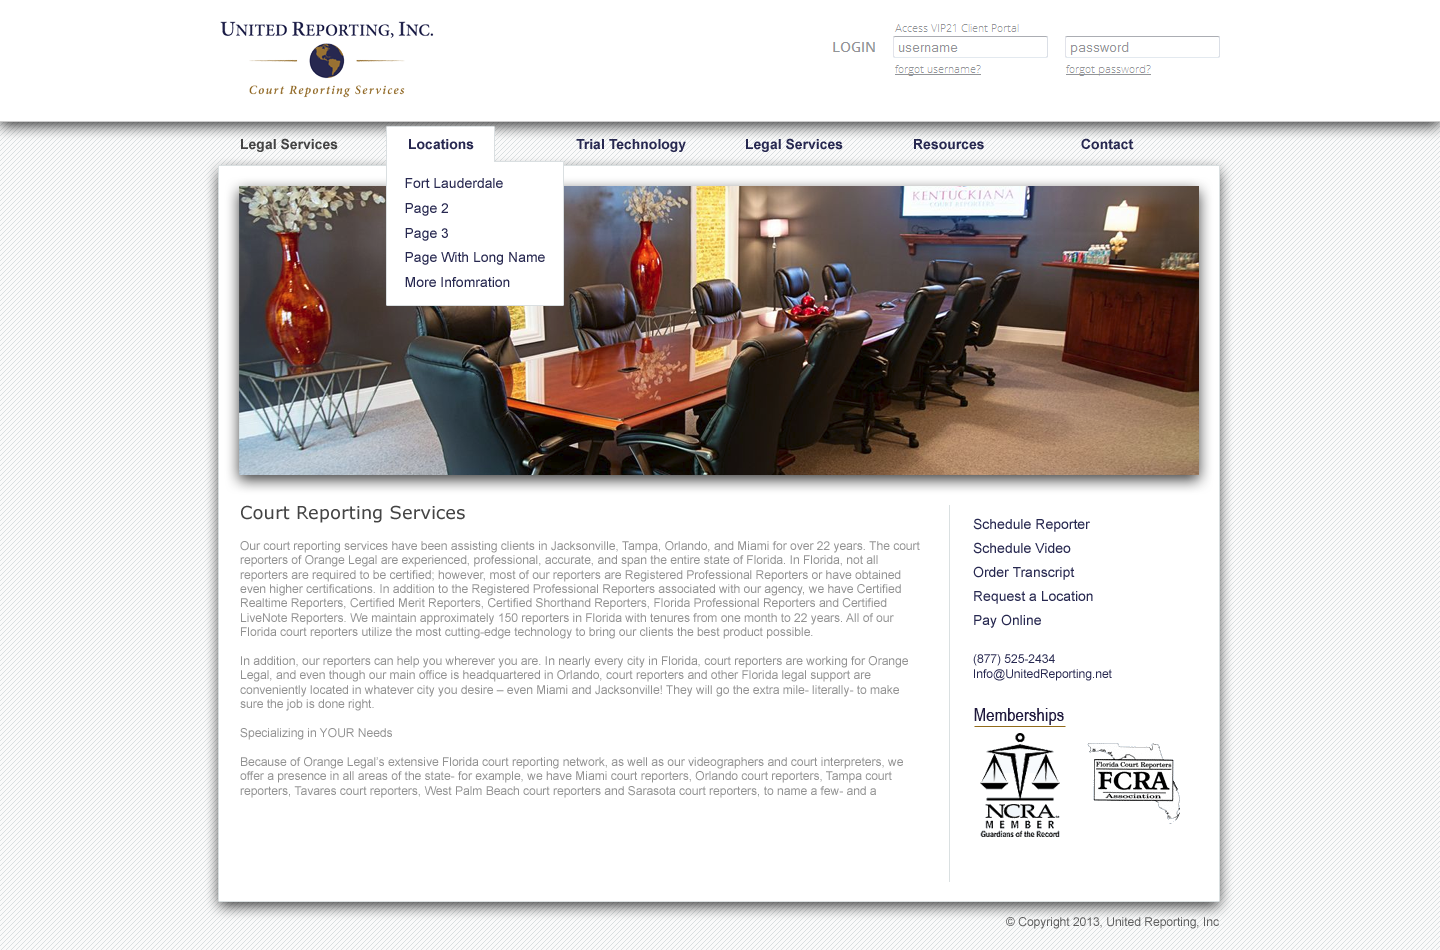 UNITED REPORTING, INC.
Court Reporting Services
Access VIP21 Client Portal
LOGIN username password
forgot username? forgot password?
Legal Services Locations Trial Technology Legal Services Resources Contact
Fort Lauderdale
Page 2
Page 3
Page With Long Name
More Infomration
KENTUCKIANA
Court Reporting Services
Our court reporting services have been assisting clients in Jacksonville, Tampa, Orlando, and Miami for over 22 years. The court
reporters of Orange Legal are experienced, professional, accurate, and span the entire state of Florida. In Florida, not all
reporters are required to be certified; however, most of our reporters are Registered Professional Reporters or have obtained
even higher certifications. In addition to the Registered Professional Reporters associated with our agency, we have Certified
Realtime Reporters, Certified Merit Reporters, Certified Shorthand Reporters, Florida Professional Reporters and Certified
LiveNote Reporters. We maintain approximately 150 reporters in Florida with tenures from one month to 22 years. All of our
Florida court reporters utilize the most cutting-edge technology to bring our clients the best product possible.
In addition, our reporters can help you wherever you are. In nearly every city in Florida, court reporters are working for Orange
Legal, and even though our main office is headquartered in Orlando, court reporters and other Florida legal support are
conveniently located in whatever city you desire – even Miami and Jacksonville! They will go the extra mile- literally- to make
sure the job is done right.
Specializing in YOUR Needs
Because of Orange Legal's extensive Florida court reporting network, as well as our videographers and court interpreters, we
offer a presence in all areas of the state- for example, we have Miami court reporters, Orlando court reporters, Tampa court
reporters, Tavares court reporters, West Palm Beach court reporters and Sarasota court reporters, to name a few- and a
Schedule Reporter
Schedule Video
Order Transcript
Request a Location
Pay Online
(877) 525-2434
Info@UnitedReporting.net
Memberships
NCRA
MEMBER
Guardians of the Record
Florida Court Reporters
FCRA
Association
© Copyright 2013, United Reporting, Inc